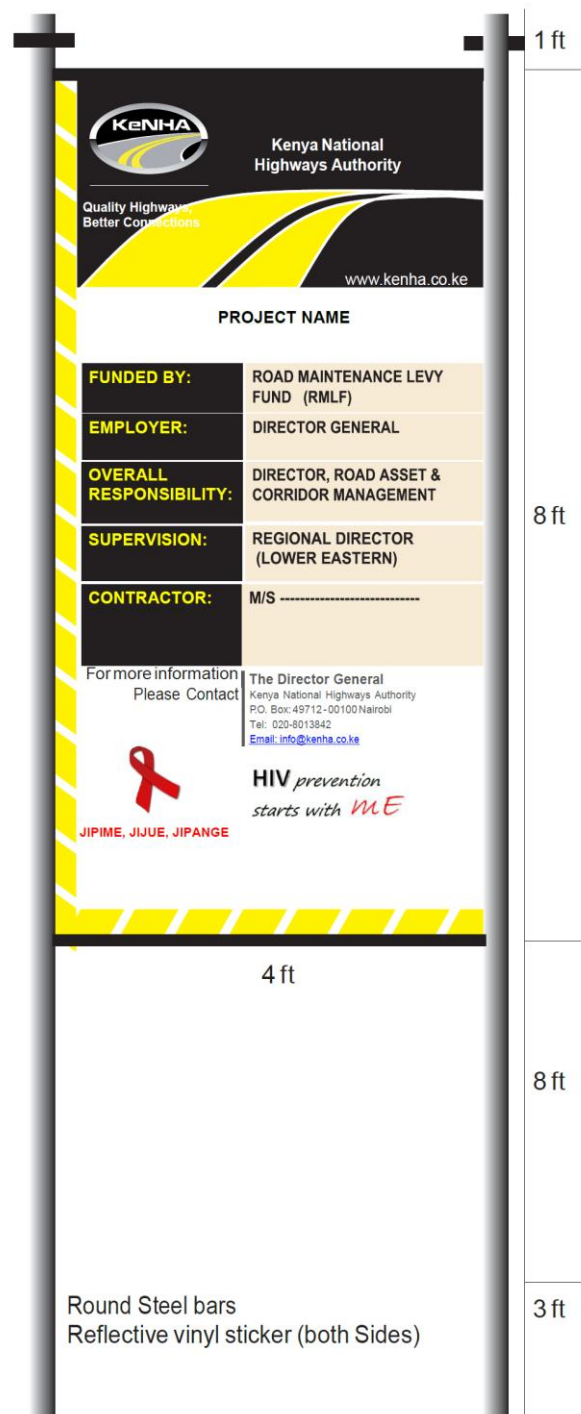 1 ft
KeNHA
Kenya National
Highways Authority
Quality Highways,
Better Connections
www.kenha.co.ke
PROJECT NAME
FUNDED BY: ROAD MAINTENANCE LEVY
FUND (RMLF)
EMPLOYER: DIRECTOR GENERAL
OVERALL
RESPONSIBILITY:
DIRECTOR, ROAD ASSET &
CORRIDOR MANAGEMENT
8 ft
SUPERVISION: REGIONAL DIRECTOR
(LOWER EASTERN)
CONTRACTOR: M/S ----------------------------
For more information
Please Contact
The Director General
Kenya National Highways Authority
P.O. Box: 49712 - 00100 Nairobi
Tel: 020-8013842
Email: info@kenha.co.ke
HIV prevention
starts with mE
JIPIME, JIJUE, JIPANGE
4 ft
8 ft
Round Steel bars
Reflective vinyl sticker (both Sides)
3 ft